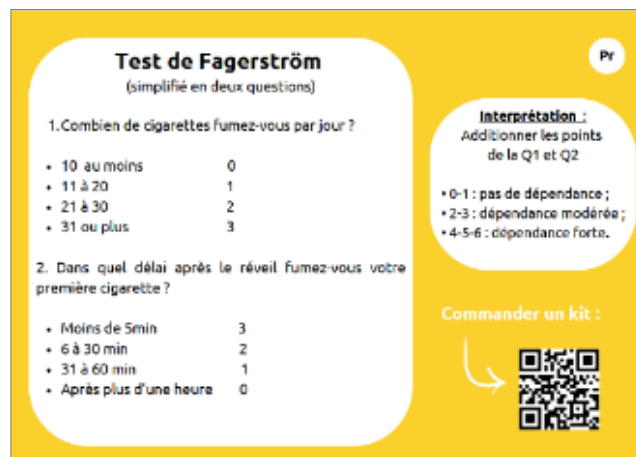 Test de Fagerström
(simplifié en deux questions)
1.Combien de cigarettes fumez-vous par jour ?
• 10 au moins 0
• 11 à 20 1
• 21 à 30 2
• 31 ou plus 3
2. Dans quel délai après le réveil fumez-vous votre
première cigarette ?
• Moins de 5min 3
• 6 à 30 min 2
• 31 à 60 min 1
• Après plus d'une heure 0
Pr
Interprétation :
Additionner les points
de la Q1 et Q2
• 0-1 : pas de dépendance ;
• 2-3 : dépendance modérée ;
• 4-5-6 : dépendance forte.
Commander un kit :